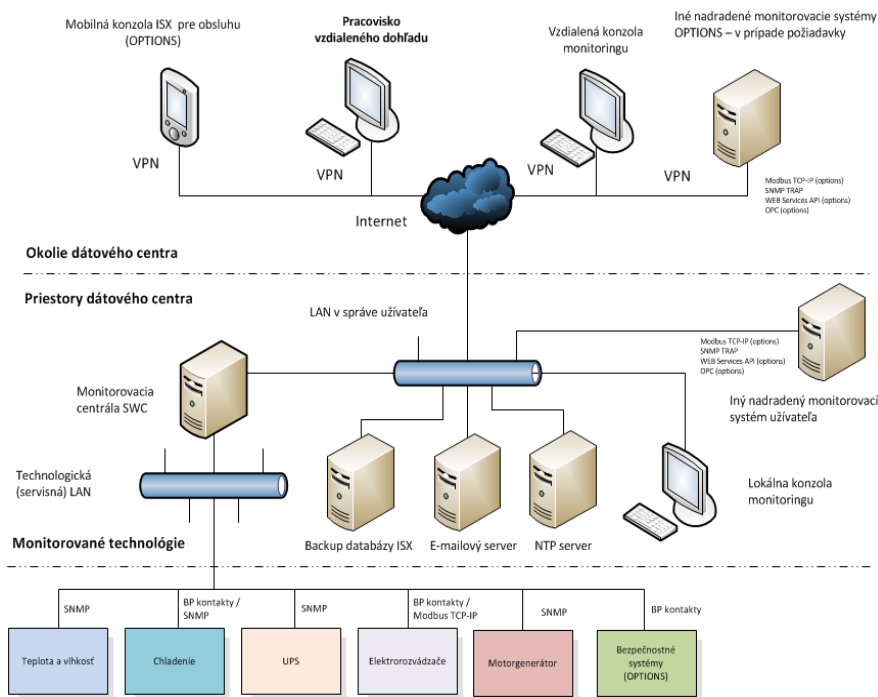 Mobilná konzola ISX pre obsluhu
(OPTIONS)
Pracovisko
vzdialeného dohľadu
Vzdialená konzola
monitoringu
Iné nadradené monitorovacie systémy
OPTIONS – v prípade požiadavky
VPN
VPN
VPN
VPN
Modbus TCP-IP (options)
SNMP TRAP
WEB Services API (options)
OPC (options)
Internet
Okolie dátového centra
Priestory dátového centra
LAN v správe užívateľa
Modbus TCP-IP (options)
SNMP TRAP
WEB Services API (options)
OPC (options)
Monitorovacia
centrála SWC
Iný nadradený monitorovací
systém užívateľa
Technologická
(servisná) LAN
Lokálna konzola
monitoringu
Monitorované technológie
Backup databázy ISX
E-mailový server
NTP server
SNMP
BP kontakty /
SNMP
SNMP
BP kontakty /
Modbus TCP-IP
SNMP
BP kontakty
Teplota a vlhkosť
Chladenie
UPS
Elektrorozvádzače
Motorgenerátor
Bezpečnostné
systémy
(OPTIONS)